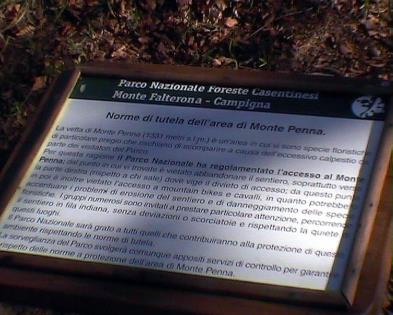 Parco Nazionale Foreste Casentinesi
Monte Falterona - Campigna
Norme di tutela dell'area di Monte Penna.
La vetta di Monte Penna (1331 metri s.l.m.) è un'area in cui vi sono specie floristiche
di particolare pregio che rischiano di scomparire a causa dell'eccessivo calpestio da
parte dei visitatori del Parco.
Per questa ragione il Parco Nazionale ha regolamentato l'accesso al Monte
Penna: dal punto in cui vi trovate è vietato abbandonare il sentiero, soprattutto verso
la parte destra (rispetto a chi sale) dove vige il divieto di accesso; da questo punto
in poi è inoltre vietato l'accesso a mountain bikes e cavalli, in quanto potrebbero
accentuare i problemi di erosione del sentiero e di danneggiamento delle specie
floristiche. I gruppi numerosi sono invitati a prestare particolare attenzione, percorrendo
il sentiero in fila indiana, senza deviazioni o scorciatoie e rispettando la quiete di
questi luoghi.
Il Parco Nazionale sarà grato a tutti quelli che contribuiranno alla protezione di questo
ambiente rispettando le norme di tutela.
La sorveglianza del Parco svolgerà comunque appositi servizi di controllo per garantire
rispetto delle norme a protezione dell'area di Monte Penna.